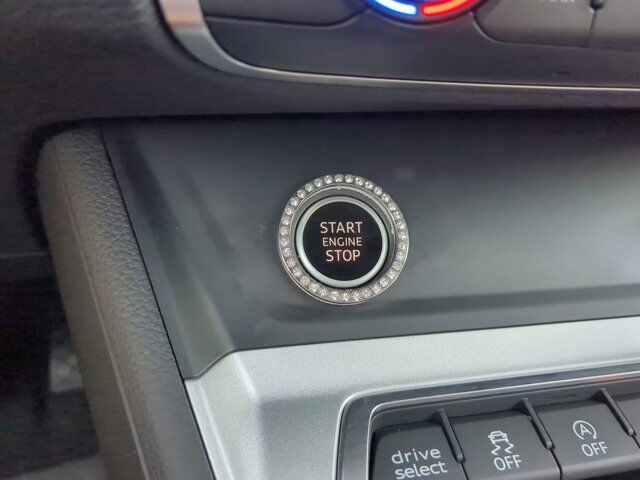 START
ENGINE
STOP
drive
select
OFF
OFF